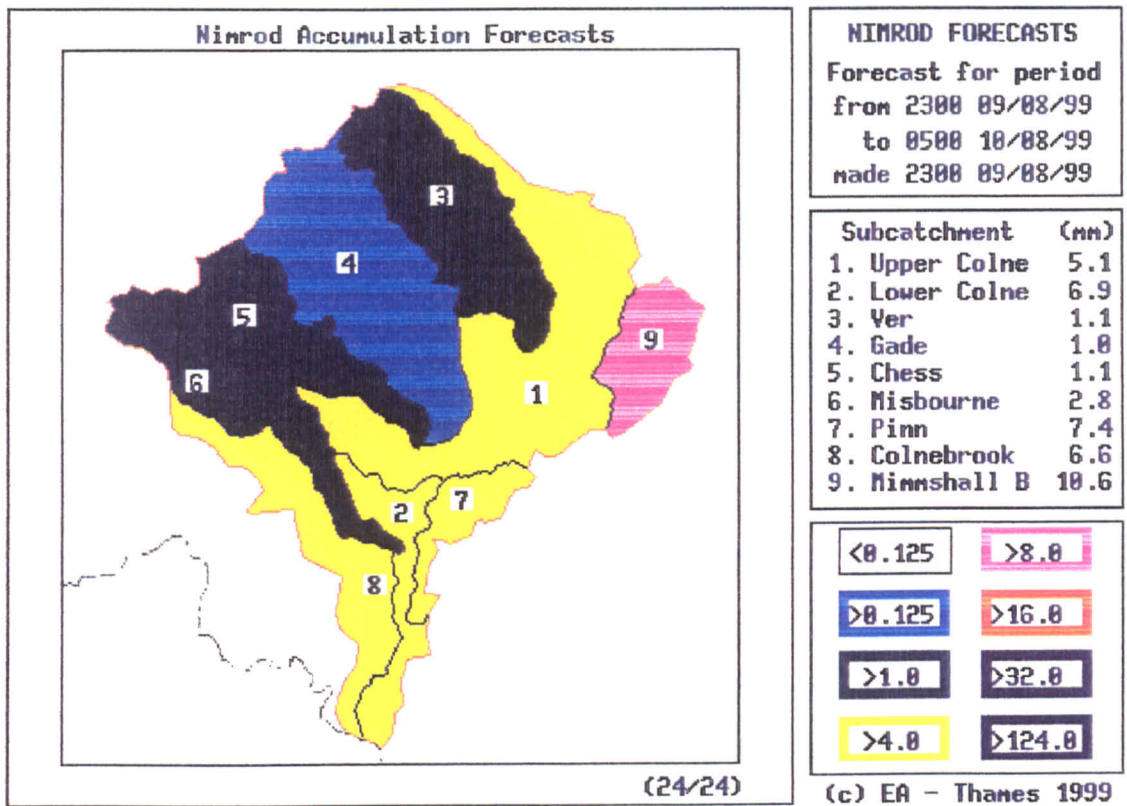 Nimrod Accumulation Forecasts
3
4
5
9
6
1
2
7
8
(24/24)
NIMROD FORECASTS
Forecast for period
from 2300 09/08/99
to 0500 10/08/99
made 2300 09/08/99
Subcatchment (mm)
1. Upper Colne 5.1
2. Lower Colne 6.9
3. Ver 1.1
4. Gade 1.0
5. Chess 1.1
6. Misbourne 2.8
7. Pinn 7.4
8. Colnebrook 6.6
9. Mimmshall B 10.6
<0.125 >8.0
>0.125 >16.0
>1.0 >32.0
>4.0 >124.0
(c) EA - Thames 1999